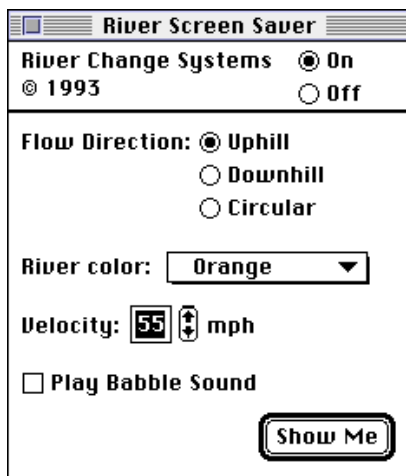 River Screen Saver
River Change Systems On
© 1993 Off
Flow Direction: Uphill
Downhill
Circular
River color: Orange
Velocity: 55 mph
Play Babble Sound
Show Me